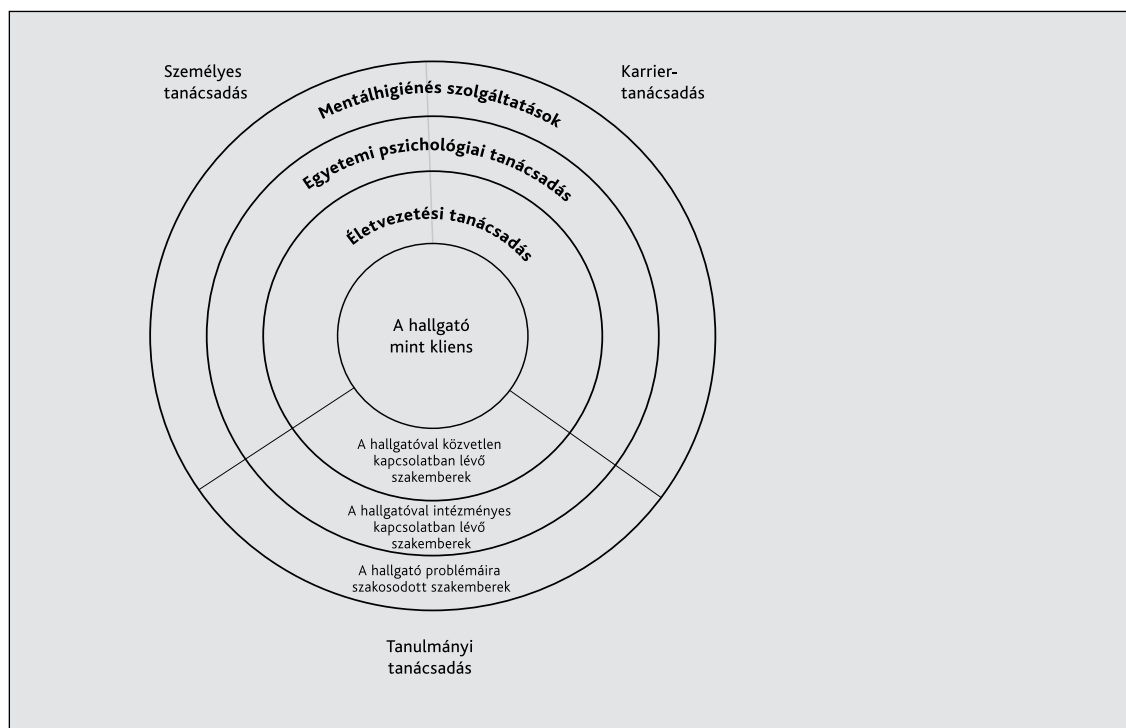 Személyes
tanácsadás
Karrier-
tanácsadás
Mentálhigiénés szolgáltatások
Egyetemi pszichológiai tanácsadás
Életvezetési tanácsadás
A hallgató
mint kliens
A hallgatóval közvetlen
kapcsolatban lévő
szakemberek
A hallgatóval intézményes
kapcsolatban lévő
szakemberek
A hallgató problémáira
szakosodott szakemberek
Tanulmányi
tanácsadás